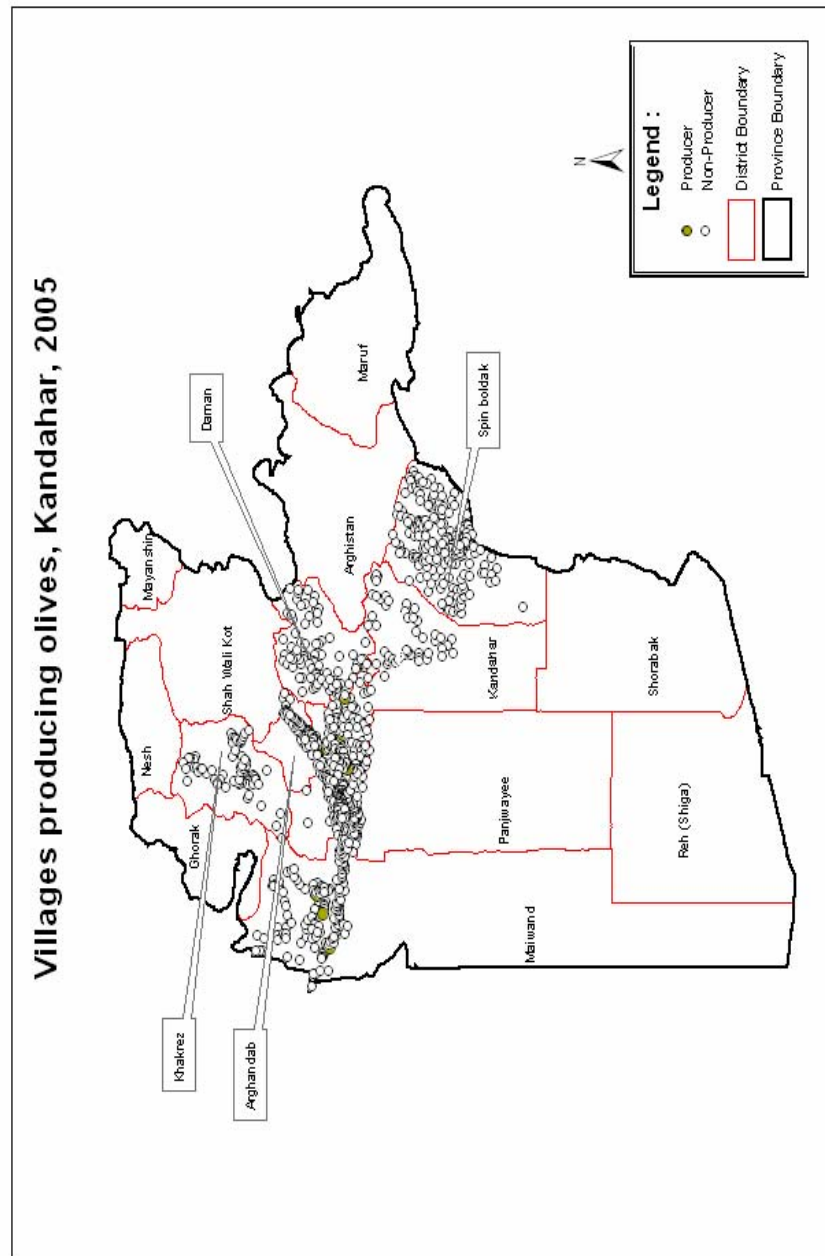 Villages producing olives, Kandahar, 2005
Mayanshin
Nesh
Shah Wali Kot
Ghorak
Khakrez
Arghandab
Daman
Maruf
Arghistan
Spin boldak
Kandahar
Panjwayee
Maiwand
Shorabak
Reh (Shiga)
N
Legend :
Producer
Non-Producer
District Boundary
Province Boundary